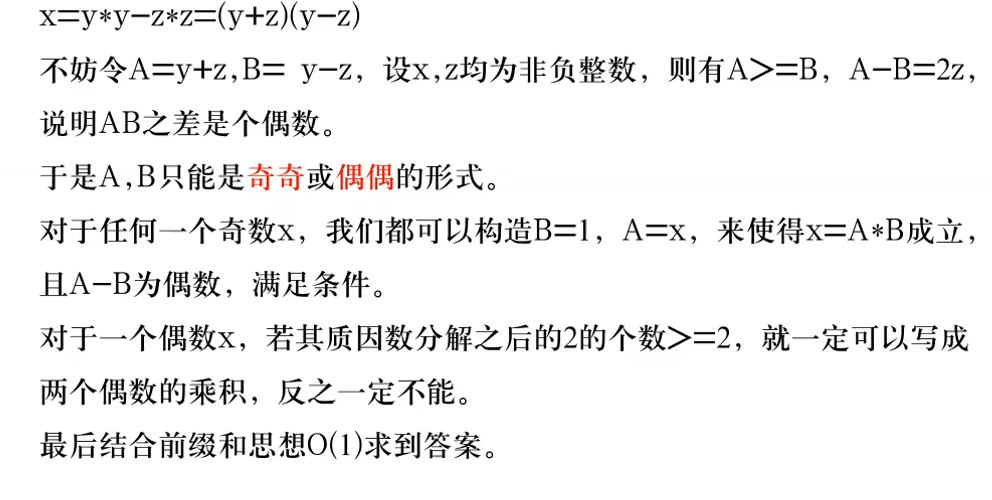 x=y*y-z*z=(y+z)(y-z)
不妨令A=y+z,B= y-z，设x,z均为非负整数，则有A>=B，A-B=2z，
说明AB之差是个偶数。
于是A,B只能是奇奇或偶偶的形式。
对于任何一个奇数x，我们都可以构造B=1，A=x，来使得x=A*B成立，
且A-B为偶数，满足条件。
对于一个偶数x，若其质因数分解之后的2的个数>=2，就一定可以写成
两个偶数的乘积，反之一定不能。
最后结合前缀和思想O(1)求到答案。